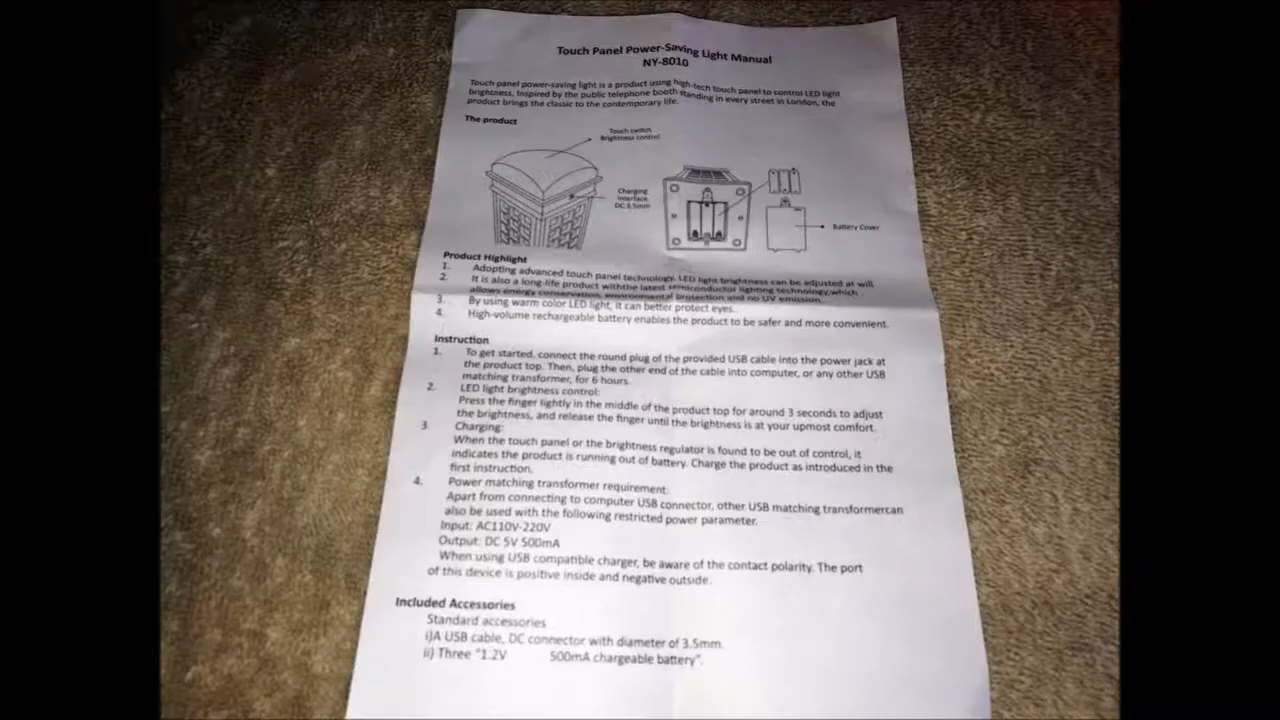 Touch Panel Power-Saving Light Manual
NY-8010
Touch panel power-saving light is a product using high-tech touch panel to control LED light
brightness. Inspired by the public telephone booth standing in every street in London, the
product brings the classic to the contemporary life.
The product
Touch switch
Brightness control
Charging
interface
DC 3.5mm
Battery Cover
Product Highlight
1. Adopting advanced touch panel technology, LED light brightness can be adjusted at will
2. It is also a long-life product withthe latest semiconductor lighting technology,which
allows energy conservation, environmental protection and no UV emission.
3. By using warm color LED light, it can better protect eyes.
4. High-volume rechargeable battery enables the product to be safer and more convenient.
Instruction
1. To get started, connect the round plug of the provided USB cable into the power jack at
the product top. Then, plug the other end of the cable into computer, or any other USB
matching transformer, for 6 hours.
2. LED light brightness control:
Press the finger lightly in the middle of the product top for around 3 seconds to adjust
the brightness, and release the finger until the brightness is at your upmost comfort.
3. Charging:
When the touch panel or the brightness regulator is found to be out of control, it
indicates the product is running out of battery. Charge the product as introduced in the
first instruction.
4. Power matching transformer requirement:
Apart from connecting to computer USB connector, other USB matching transformercan
also be used with the following restricted power parameter.
Input: AC110V-220V
Output: DC 5V 500mA
When using USB compatible charger, be aware of the contact polarity. The port
of this device is positive inside and negative outside.
Included Accessories
Standard accessories
i)A USB cable, DC connector with diameter of 3.5mm.
ii) Three "1.2V 500mA chargeable battery".